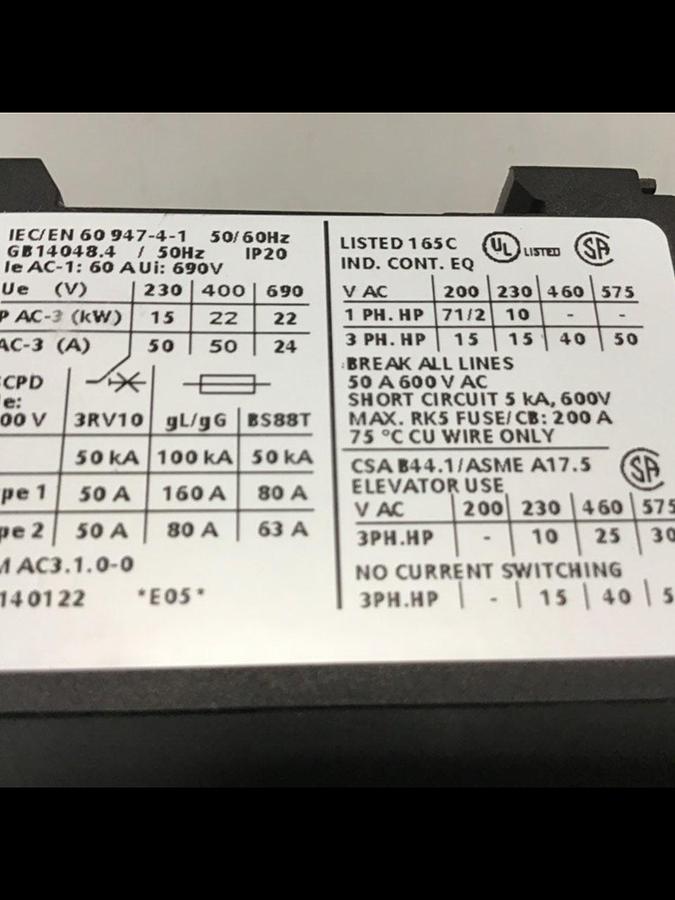 IEC/EN 60 947-4-1 50/60Hz
GB14048.4 / 50Hz IP20
Ie AC-1: 60 A Ui: 690V
Ue (V) 230 400 690
P AC-3 (kW) 15 22 22
AC-3 (A) 50 50 24
SCPD
e:
00 V 3RV10 gL/gG BS88T
50 kA 100 kA 50 kA
pe 1 50 A 160 A 80 A
pe 2 50 A 80 A 63 A
M AC3.1.0-0
140122 *E05*
LISTED 165C UL LISTED SA
IND. CONT. EQ
V AC 200 230 460 575
1 PH. HP 71/2 10 - -
3 PH. HP 15 15 40 50
BREAK ALL LINES
50 A 600 V AC
SHORT CIRCUIT 5 kA, 600V
MAX. RK5 FUSE/CB: 200 A
75 °C CU WIRE ONLY
CSA B44.1/ASME A17.5 SA
ELEVATOR USE
V AC 200 230 460 575
3PH.HP - 10 25 30
NO CURRENT SWITCHING
3PH.HP - 15 40 5